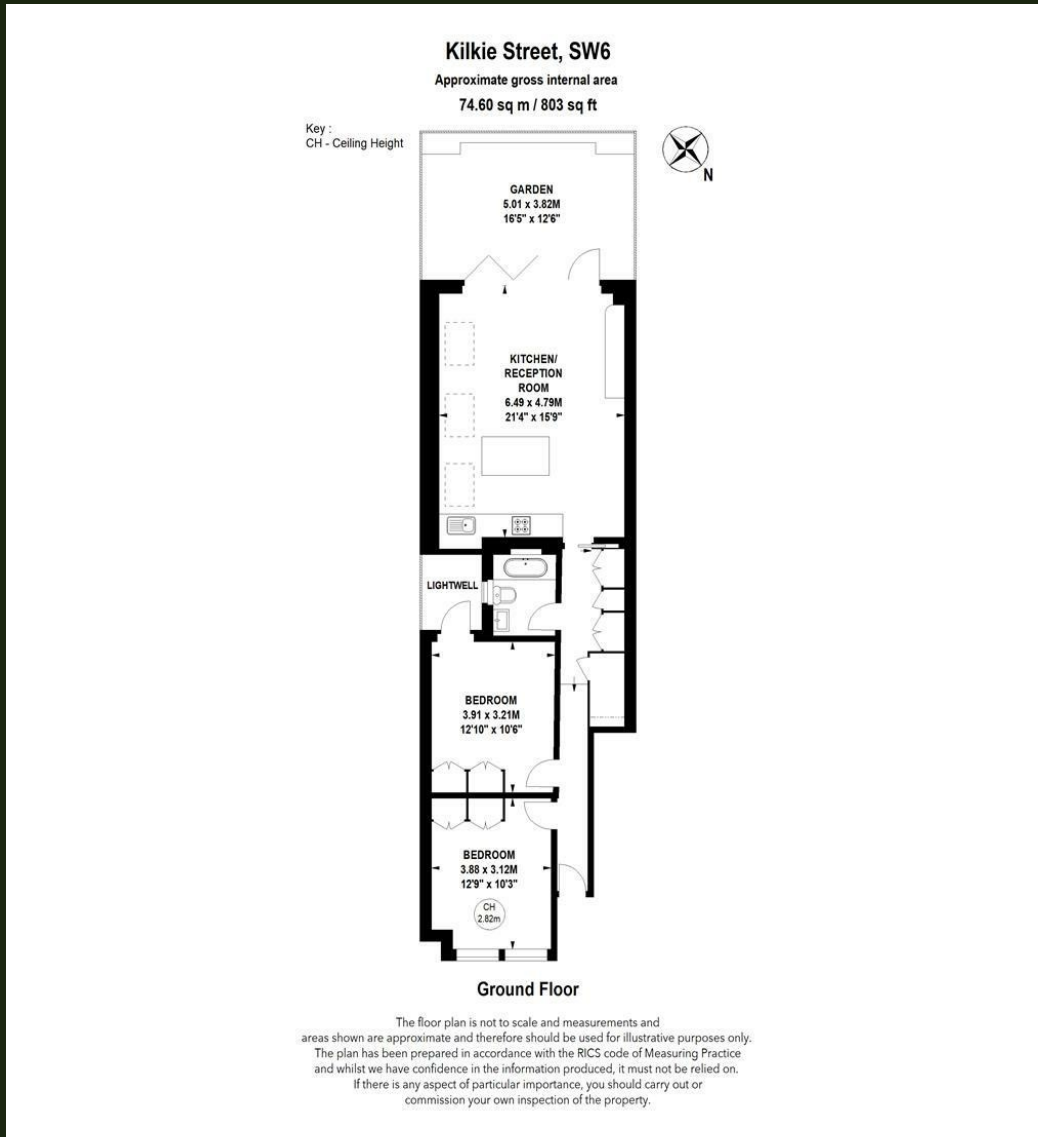 Kilkie Street, SW6
Approximate gross internal area
74.60 sq m / 803 sq ft
Key :
CH - Ceiling Height
N
GARDEN
5.01 x 3.82M
16'5" x 12'6"
KITCHEN/
RECEPTION
ROOM
6.49 x 4.79M
21'4" x 15'9"
LIGHTWELL
BEDROOM
3.91 x 3.21M
12'10" x 10'6"
BEDROOM
3.88 x 3.12M
12'9" x 10'3"
CH
2.82m
Ground Floor
The floor plan is not to scale and measurements and
areas shown are approximate and therefore should be used for illustrative purposes only.
The plan has been prepared in accordance with the RICS code of Measuring Practice
and whilst we have confidence in the information produced, it must not be relied on.
If there is any aspect of particular importance, you should carry out or
commission your own inspection of the property.